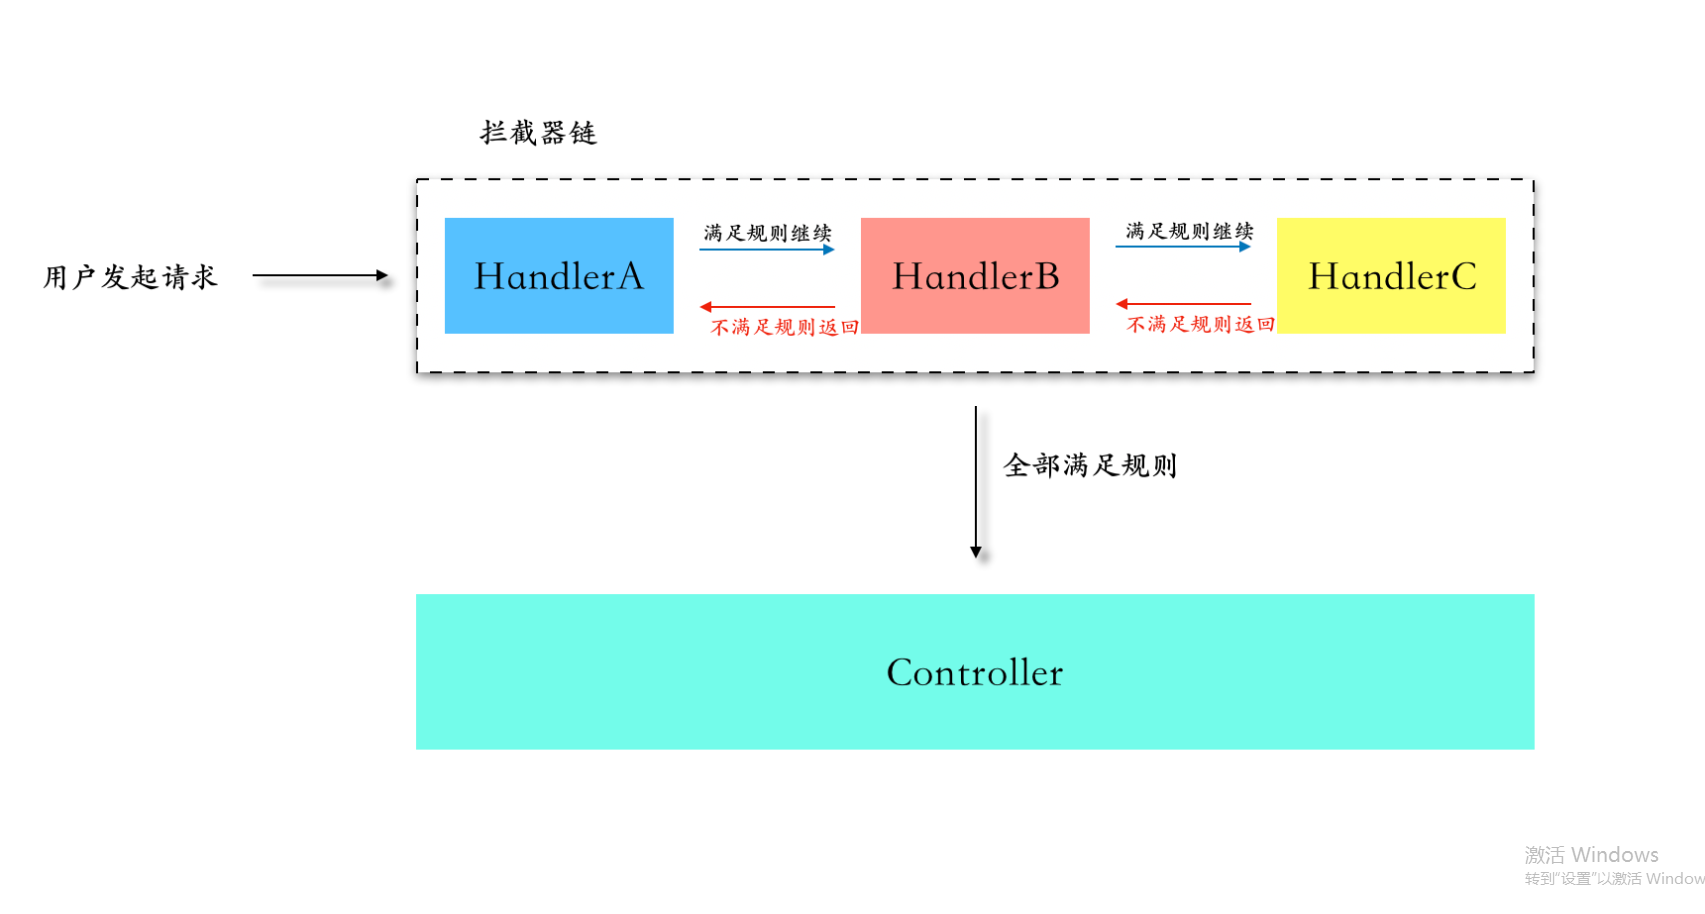 拦截器链
用户发起请求
HandlerA
满足规则继续
不满足规则返回
HandlerB
满足规则继续
不满足规则返回
HandlerC
全部满足规则
Controller
激活 Windows
转到“设置”以激活 Window